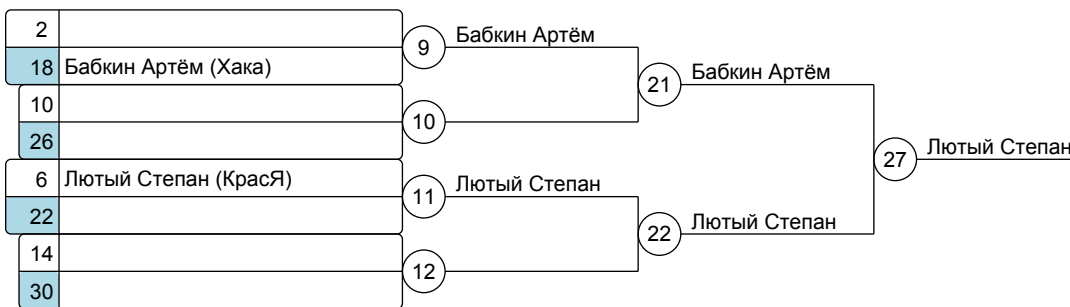 2
18 Бабкин Артём (Хака)
10
26
6 Лютый Степан (КрасЯ)
22
14
30
9 Бабкин Артём
10
11 Лютый Степан
12
21 Бабкин Артём
22 Лютый Степан
27 Лютый Степан